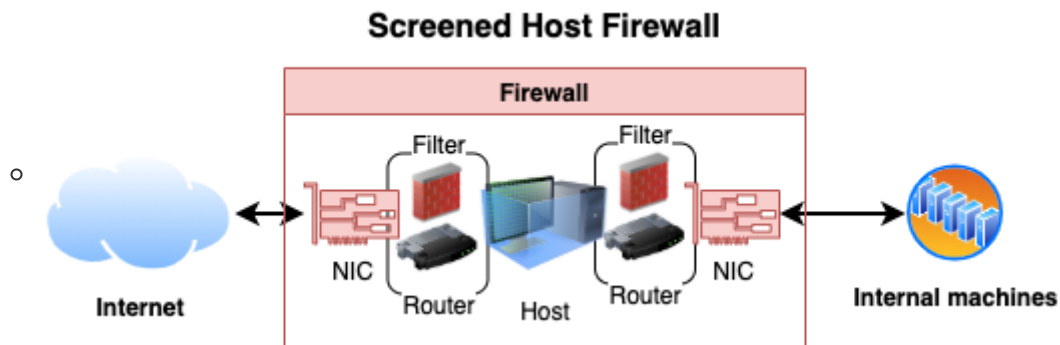 Screened Host Firewall
Firewall
Filter
Filter
NIC
Router
Host
Router
NIC
Internet
Internal machines